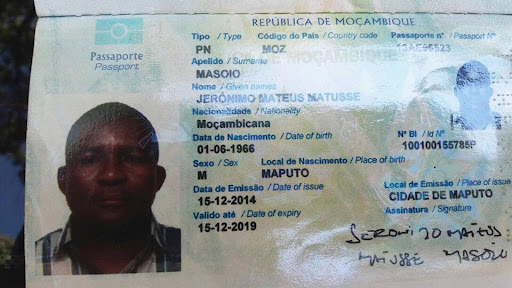 REPÚBLICA DE MOÇAMBIQUE
Passaporte
Passport
Tipo / Type Código do País / Country code Passaporte nº / Passport Nº
PN MOZ
Apelido / Surname
MASOIO
Nome / Given names
JERÓNIMO MATEUS MATUSSE
Nacionalidade / Nationality
Moçambicana
Data de Nascimento / Date of birth Nº BI / Id Nº
01-06-1966 100100155785P
Sexo / Sex Local de Nascimento / Place of birth
M MAPUTO
Data de Emissão / Date of issue Local de Emissão / Place of issue
15-12-2014 CIDADE DE MAPUTO
Valido até / Date of expiry Assinatura / Signature
15-12-2019
MATEUS